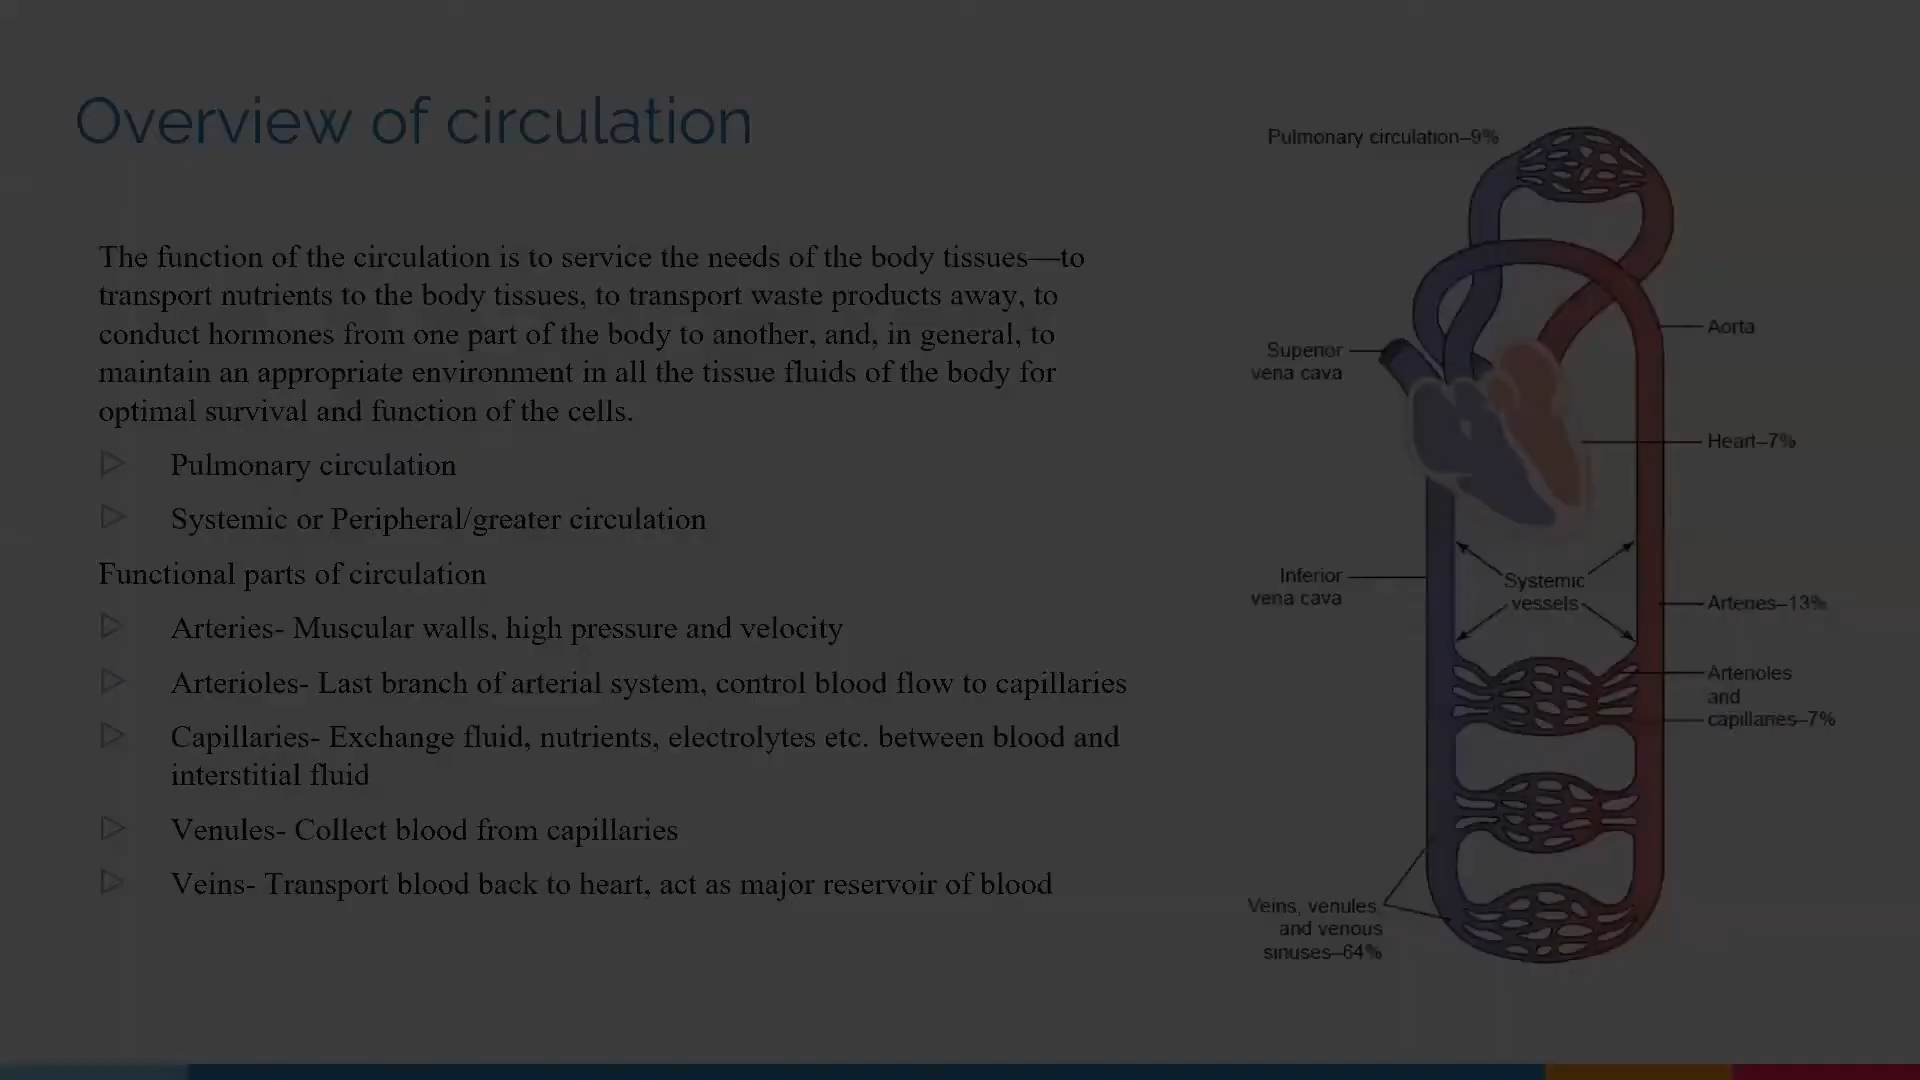 Overview of circulation
The function of the circulation is to service the needs of the body tissues—to
transport nutrients to the body tissues, to transport waste products away, to
conduct hormones from one part of the body to another, and, in general, to
maintain an appropriate environment in all the tissue fluids of the body for
optimal survival and function of the cells.
Pulmonary circulation
Systemic or Peripheral/greater circulation
Functional parts of circulation
Arteries- Muscular walls, high pressure and velocity
Arterioles- Last branch of arterial system, control blood flow to capillaries
Capillaries- Exchange fluid, nutrients, electrolytes etc. between blood and
interstitial fluid
Venules- Collect blood from capillaries
Veins- Transport blood back to heart, act as major reservoir of blood
Pulmonary circulation–9%
Aorta
Superior
vena cava
Heart–7%
Inferior
vena cava
Systemic
vessels
Arteries–13%
Arterioles
and
capillaries–7%
Veins, venules,
and venous
sinuses–64%